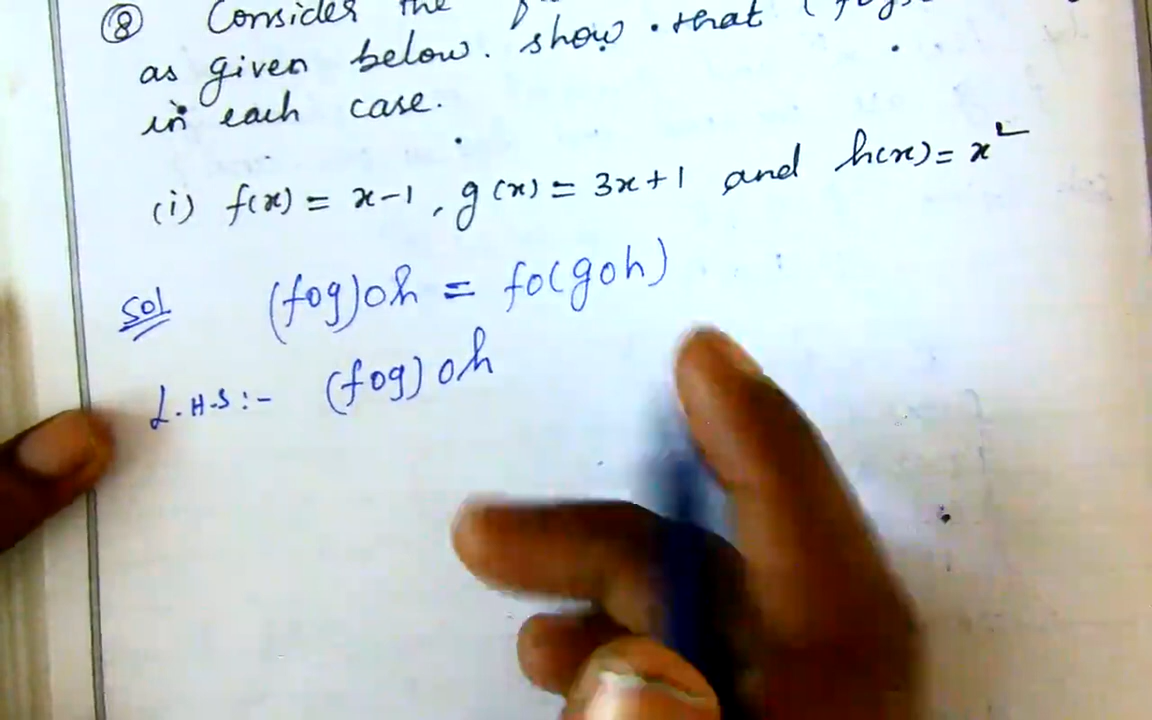 ⑧ Consider the
as given below. show that (fog)
in each case.
(i) f(x) = x-1, g(x) = 3x+1 and h(x) = x²
Sol (fog)oh = fo(goh)
L.H.S:- (fog)oh